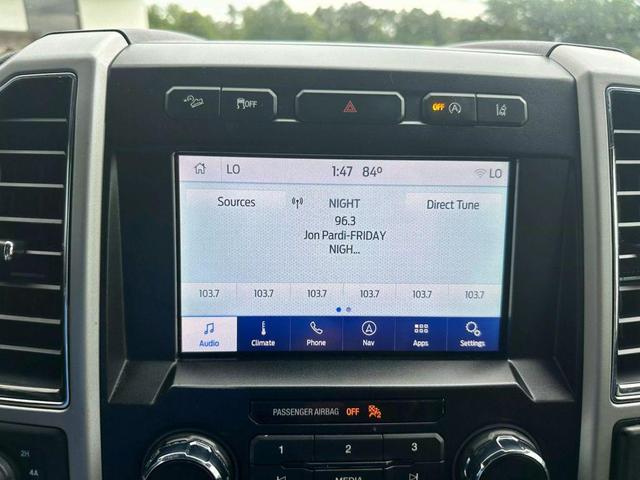 OFF
OFF
LO 1:47 84° LO
Sources NIGHT Direct Tune
96.3
Jon Pardi-FRIDAY
NIGH...
103.7 103.7 103.7 103.7 103.7 103.7
Audio Climate Phone Nav Apps Settings
PASSENGER AIRBAG OFF
1 2 3
2H
4A
MEDIA